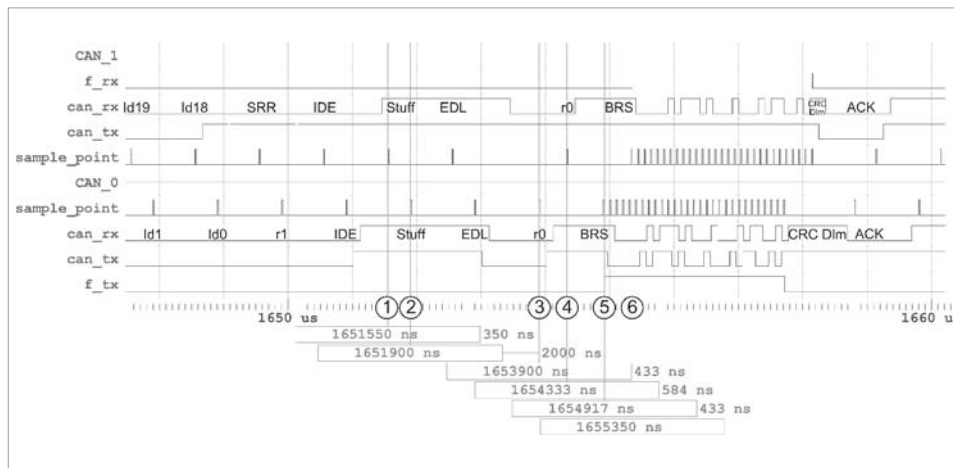 CAN_1
f_rx
can_rx Id19 Id18 SRR IDE Stuff EDL r0 BRS CRC Dlm ACK
can_tx
sample_point
CAN_0
sample_point
can_rx Id1 Id0 r1 IDE Stuff EDL r0 BRS CRC Dlm ACK
can_tx
f_tx
1 2 3 4 5 6
1650 us 1660 u
1651550 ns 350 ns
1651900 ns 2000 ns
1653900 ns 433 ns
1654333 ns 584 ns
1654917 ns 433 ns
1655350 ns